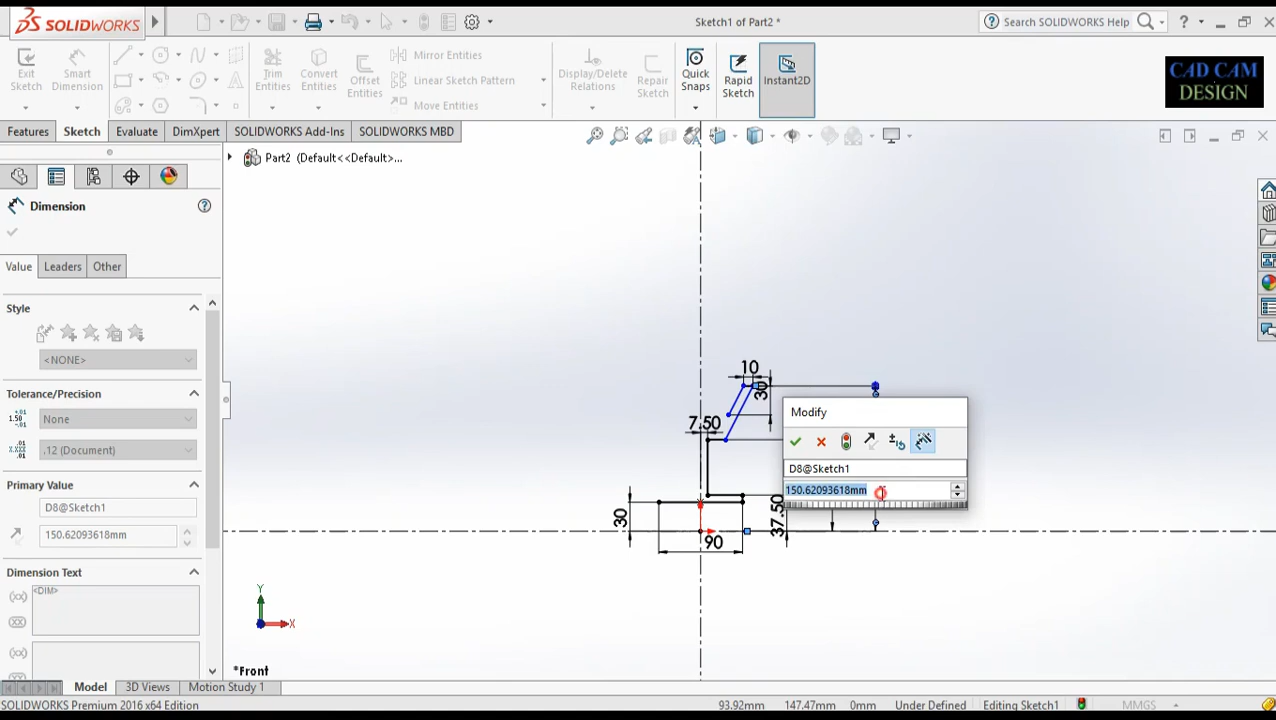 SOLIDWORKS
Sketch1 of Part2 *
Search SOLIDWORKS Help
?
Exit Sketch
Smart Dimension
Trim Entities
Convert Entities
Offset Entities
Mirror Entities
Linear Sketch Pattern
Move Entities
Display/Delete Relations
Repair Sketch
Quick Snaps
Rapid Sketch
Instant2D
CAD CAM
DESIGN
Features
Sketch
Evaluate
DimXpert
SOLIDWORKS Add-Ins
SOLIDWORKS MBD
Part2 (Default<<Default>...
Dimension
Value
Leaders
Other
Style
<NONE>
Tolerance/Precision
None
.12 (Document)
Primary Value
D8@Sketch1
150.62093618mm
Dimension Text
<DIM>
10
30
7.50
30
90
37.50
Modify
D8@Sketch1
150.62093618mm
Y
X
*Front
Model
3D Views
Motion Study 1
SOLIDWORKS Premium 2016 x64 Edition
93.92mm
147.47mm
0mm
Under Defined
Editing Sketch1
MMGS